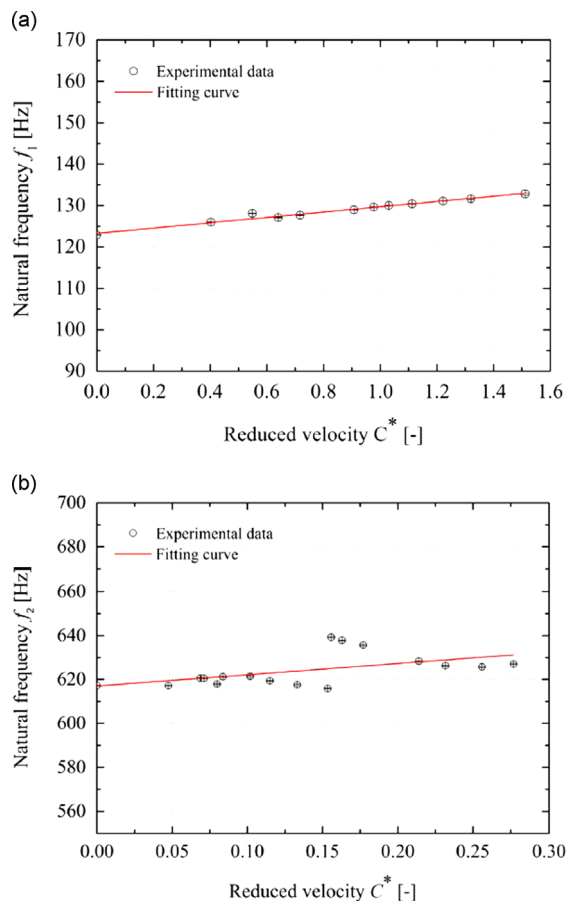 (a)
170
160
150
140
130
120
110
100
90
Natural frequency f₁ [Hz]
Experimental data
Fitting curve
0.0 0.2 0.4 0.6 0.8 1.0 1.2 1.4 1.6
Reduced velocity C* [-]
(b)
700
680
660
640
620
600
580
560
Natural frequency f₂ [Hz]
Experimental data
Fitting curve
0.00 0.05 0.10 0.15 0.20 0.25 0.30
Reduced velocity C* [-]